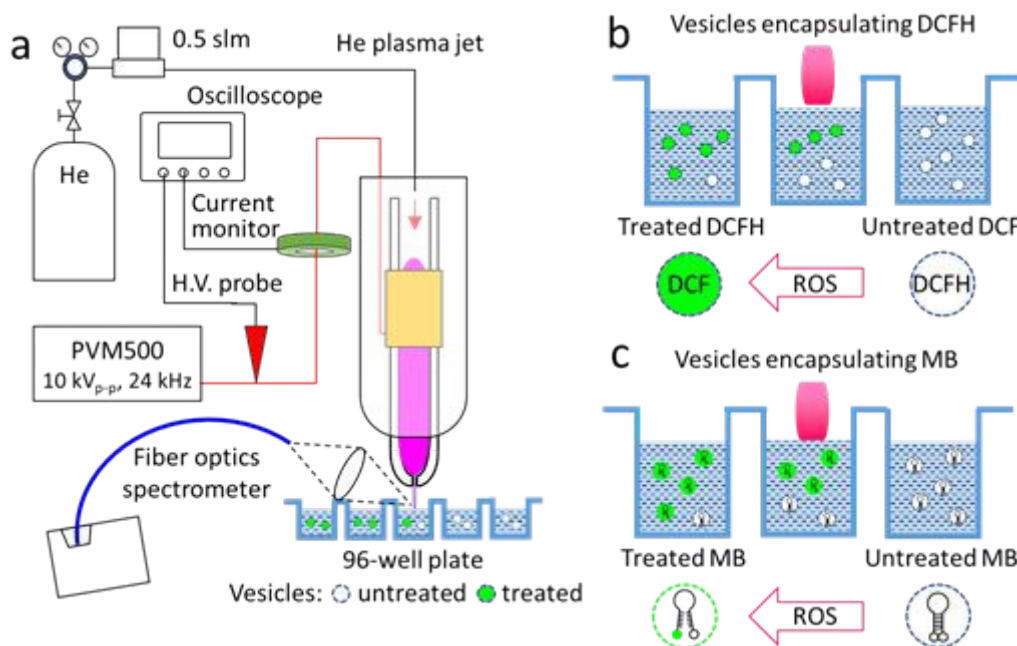 a
0.5 slm
He plasma jet
Oscilloscope
He
Current
monitor
H.V. probe
PVM500
10 kVp-p, 24 kHz
Fiber optics
spectrometer
96-well plate
Vesicles: untreated treated
b
Vesicles encapsulating DCFH
Treated DCFH
Untreated DCF
DCF
ROS
DCFH
c
Vesicles encapsulating MB
Treated MB
Untreated MB
ROS